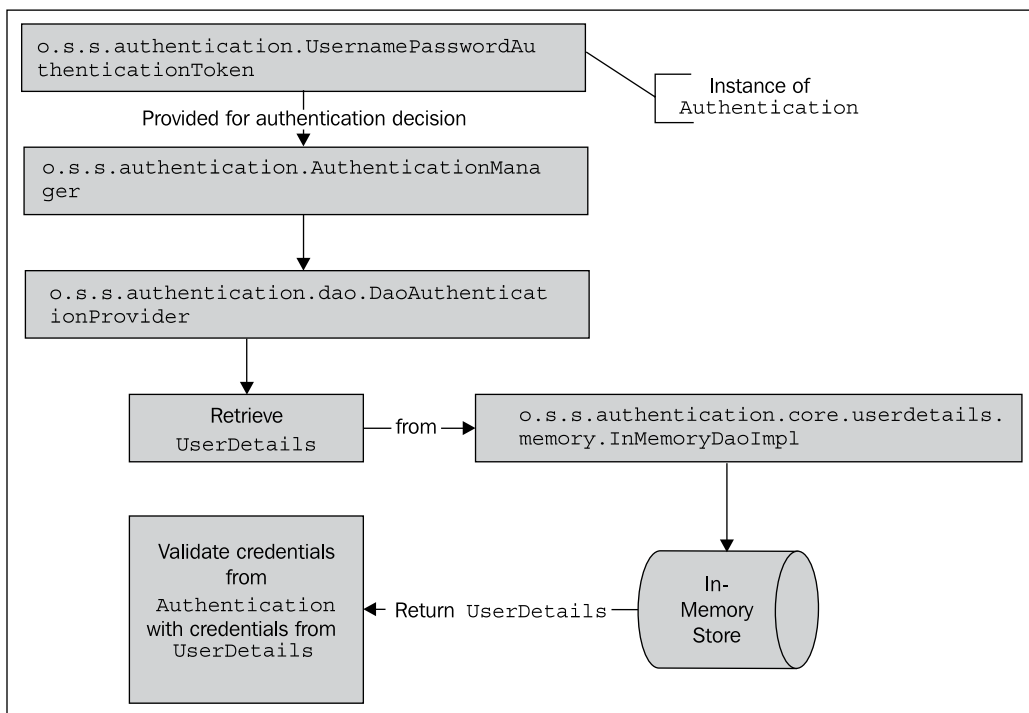 o.s.s.authentication.UsernamePasswordAu
thenticationToken
Instance of
Authentication
Provided for authentication decision
o.s.s.authentication.AuthenticationMana
ger
o.s.s.authentication.dao.DaoAuthenticat
ionProvider
Retrieve
UserDetails
from
o.s.s.authentication.core.userdetails.
memory.InMemoryDaoImpl
Validate credentials
from
Authentication
with credentials from
UserDetails
Return UserDetails
In-
Memory
Store